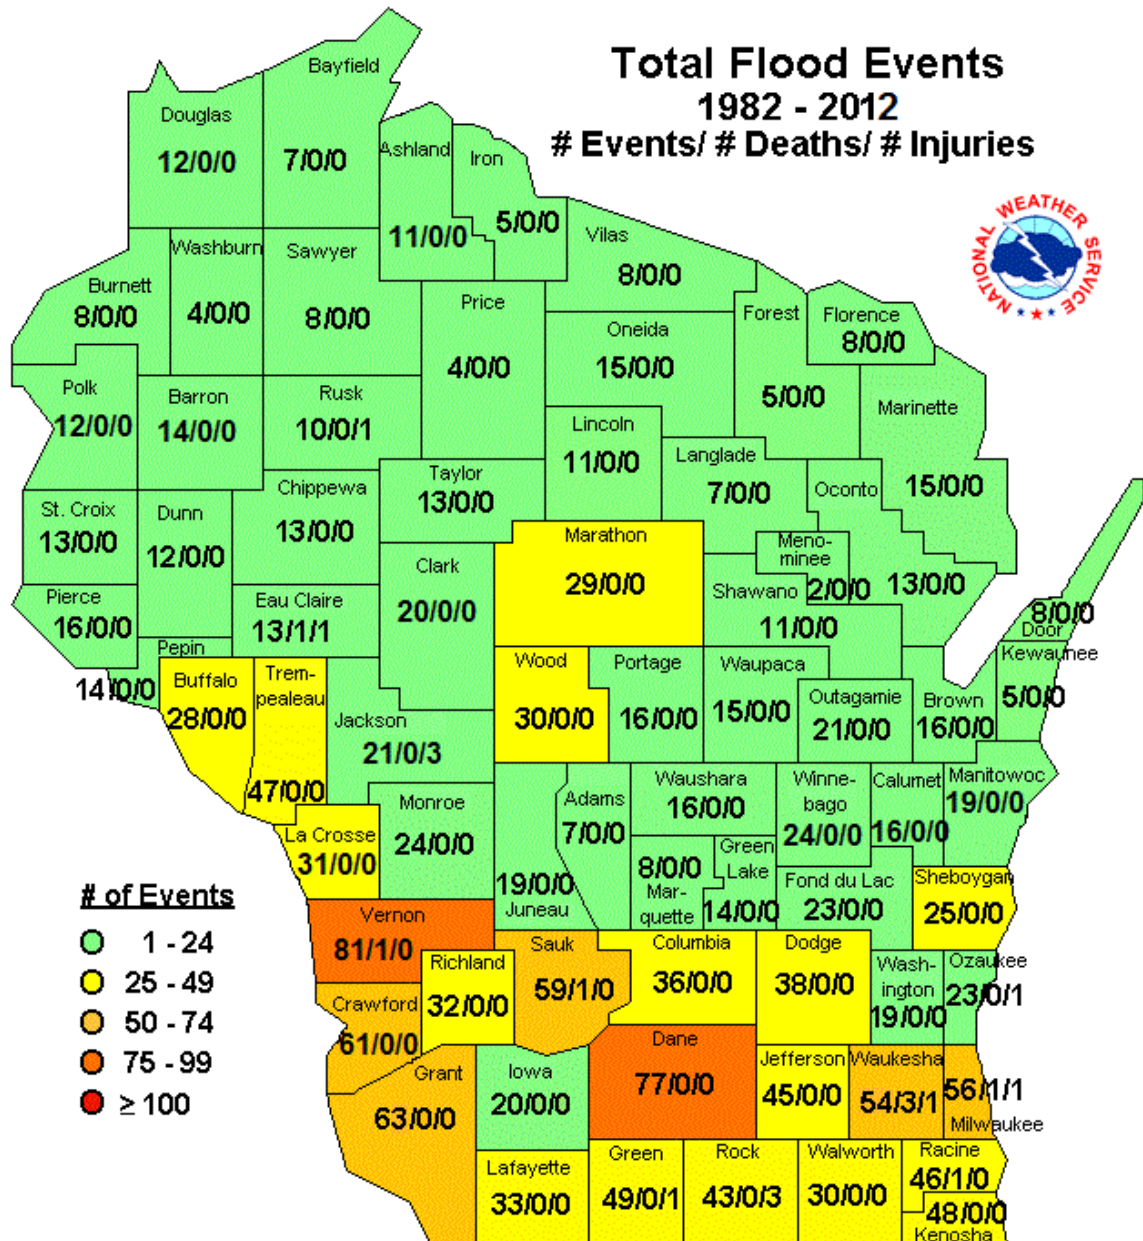 Total Flood Events
1982 - 2012
# Events/ # Deaths/ # Injuries
NATIONAL WEATHER SERVICE
Bayfield
7/0/0
Douglas
12/0/0
Ashland
11/0/0
Iron
5/0/0
Vilas
8/0/0
Washburn
4/0/0
Sawyer
8/0/0
Burnett
8/0/0
Price
4/0/0
Oneida
15/0/0
Forest
5/0/0
Florence
8/0/0
Polk
12/0/0
Barron
14/0/0
Rusk
10/0/1
Marinette
15/0/0
Lincoln
11/0/0
Langlade
7/0/0
Taylor
13/0/0
Chippewa
13/0/0
Oconto
13/0/0
St. Croix
13/0/0
Dunn
12/0/0
Marathon
29/0/0
Meno-
minee
2/0/0
Clark
20/0/0
Shawano
11/0/0
Pierce
16/0/0
Eau Claire
13/1/1
8/0/0
Door
Pepin
14/0/0
Buffalo
28/0/0
Trem-
pealeau
47/0/0
Wood
30/0/0
Portage
16/0/0
Waupaca
15/0/0
Outagamie
21/0/0
Brown
16/0/0
Kewaunee
5/0/0
Jackson
21/0/3
Monroe
24/0/0
Adams
7/0/0
Waushara
16/0/0
Winne-
bago
24/0/0
Calumet
16/0/0
Manitowoc
19/0/0
La Crosse
31/0/0
19/0/0
Juneau
8/0/0
Mar-
quette
Green
Lake
14/0/0
Fond du Lac
23/0/0
Sheboygan
25/0/0
Vernon
81/1/0
Richland
32/0/0
Sauk
59/1/0
Columbia
36/0/0
Dodge
38/0/0
Wash-
ington
19/0/0
Ozaukee
23/0/1
Crawford
61/0/0
Grant
63/0/0
Iowa
20/0/0
Dane
77/0/0
Jefferson
45/0/0
Waukesha
54/3/1
56/1/1
Milwaukee
Lafayette
33/0/0
Green
49/0/1
Rock
43/0/3
Walworth
30/0/0
Racine
46/1/0
48/0/0
Kenosha
# of Events
1 - 24
25 - 49
50 - 74
75 - 99
≥ 100